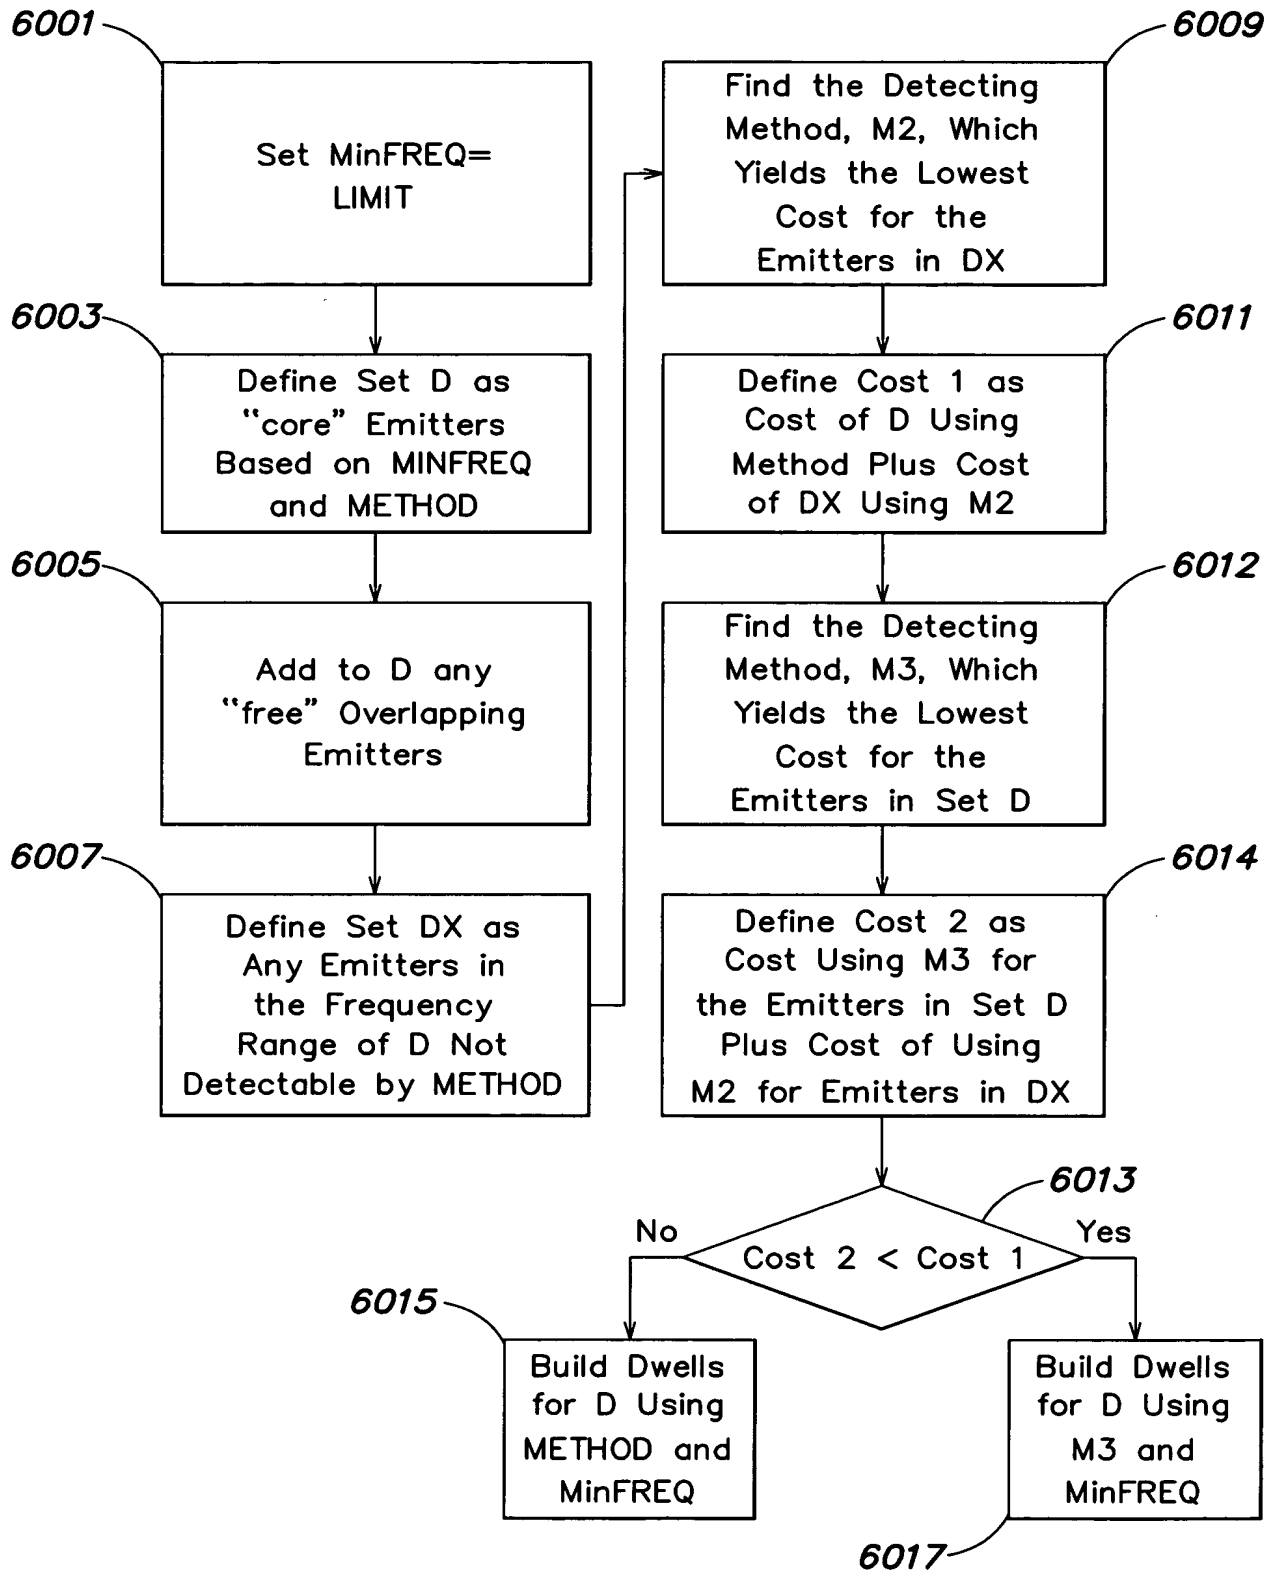 6001
Set MinFREQ=
LIMIT
6003
Define Set D as
“core” Emitters
Based on MINFREQ
and METHOD
6005
Add to D any
“free” Overlapping
Emitters
6007
Define Set DX as
Any Emitters in
the Frequency
Range of D Not
Detectable by METHOD
6009
Find the Detecting
Method, M2, Which
Yields the Lowest
Cost for the
Emitters in DX
6011
Define Cost 1 as
Cost of D Using
Method Plus Cost
of DX Using M2
6012
Find the Detecting
Method, M3, Which
Yields the Lowest
Cost for the
Emitters in Set D
6014
Define Cost 2 as
Cost Using M3 for
the Emitters in Set D
Plus Cost of Using
M2 for Emitters in DX
6013
Cost 2 < Cost 1
No
Yes
6015
Build Dwells
for D Using
METHOD and
MinFREQ
Build Dwells
for D Using
M3 and
MinFREQ
6017